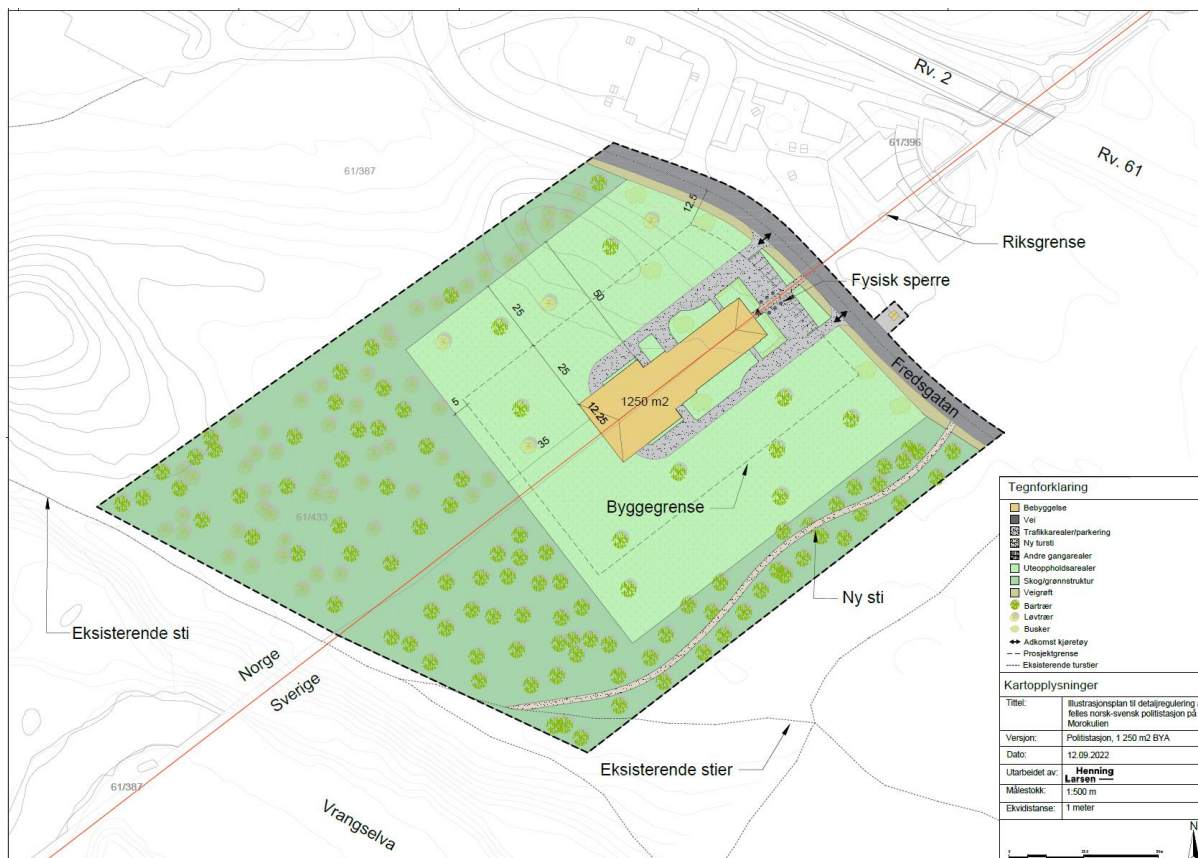 Rv. 2
61/396
Rv. 61
61/387
12.5
Riksgrense
Fysisk sperre
50
25
25
Fredsgatan
5
1250 m2
12.25
35
Byggegrense
61/433
Ny sti
Eksisterende sti
Norge
Sverige
Eksisterende stier
61/387
Vrangselva
Tegnforklaring
Bebyggelse
Vei
Trafikkarealer/parkering
Ny tursti
Andre gangarealer
Uteoppholdsarealer
Skog/grønnstruktur
Veigrøft
Bartrær
Løvtrær
Busker
Adkomst kjøretøy
Prosjektgrense
Eksisterende turstier
Kartopplysninger
Tittel: Illustrasjonsplan til detaljregulering
felles norsk-svensk politistasjon på
Morokulien
Versjon: Politistasjon, 1 250 m2 BYA
Dato: 12.09.2022
Utarbeidet av: Henning
Larsen
Målestokk: 1:500 m
Ekvidistanse: 1 meter
N